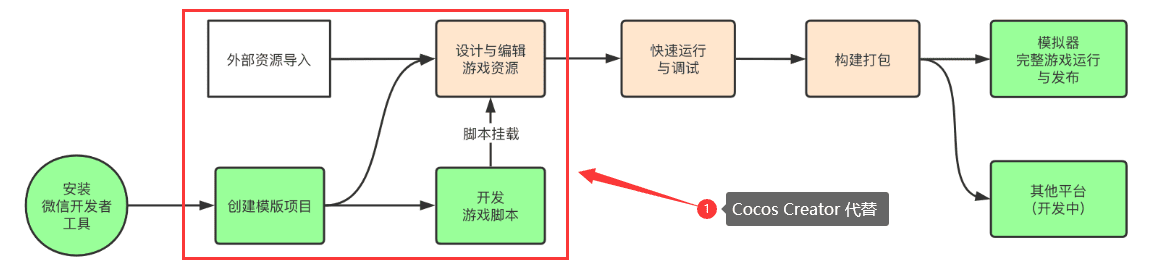 外部资源导入
设计与编辑
游戏资源
快速运行
与调试
构建打包
模拟器
完整游戏运行
与发布
脚本挂载
安装
微信开发者
工具
创建模版项目
开发
游戏脚本
其他平台
（开发中）
1
Cocos Creator 代替